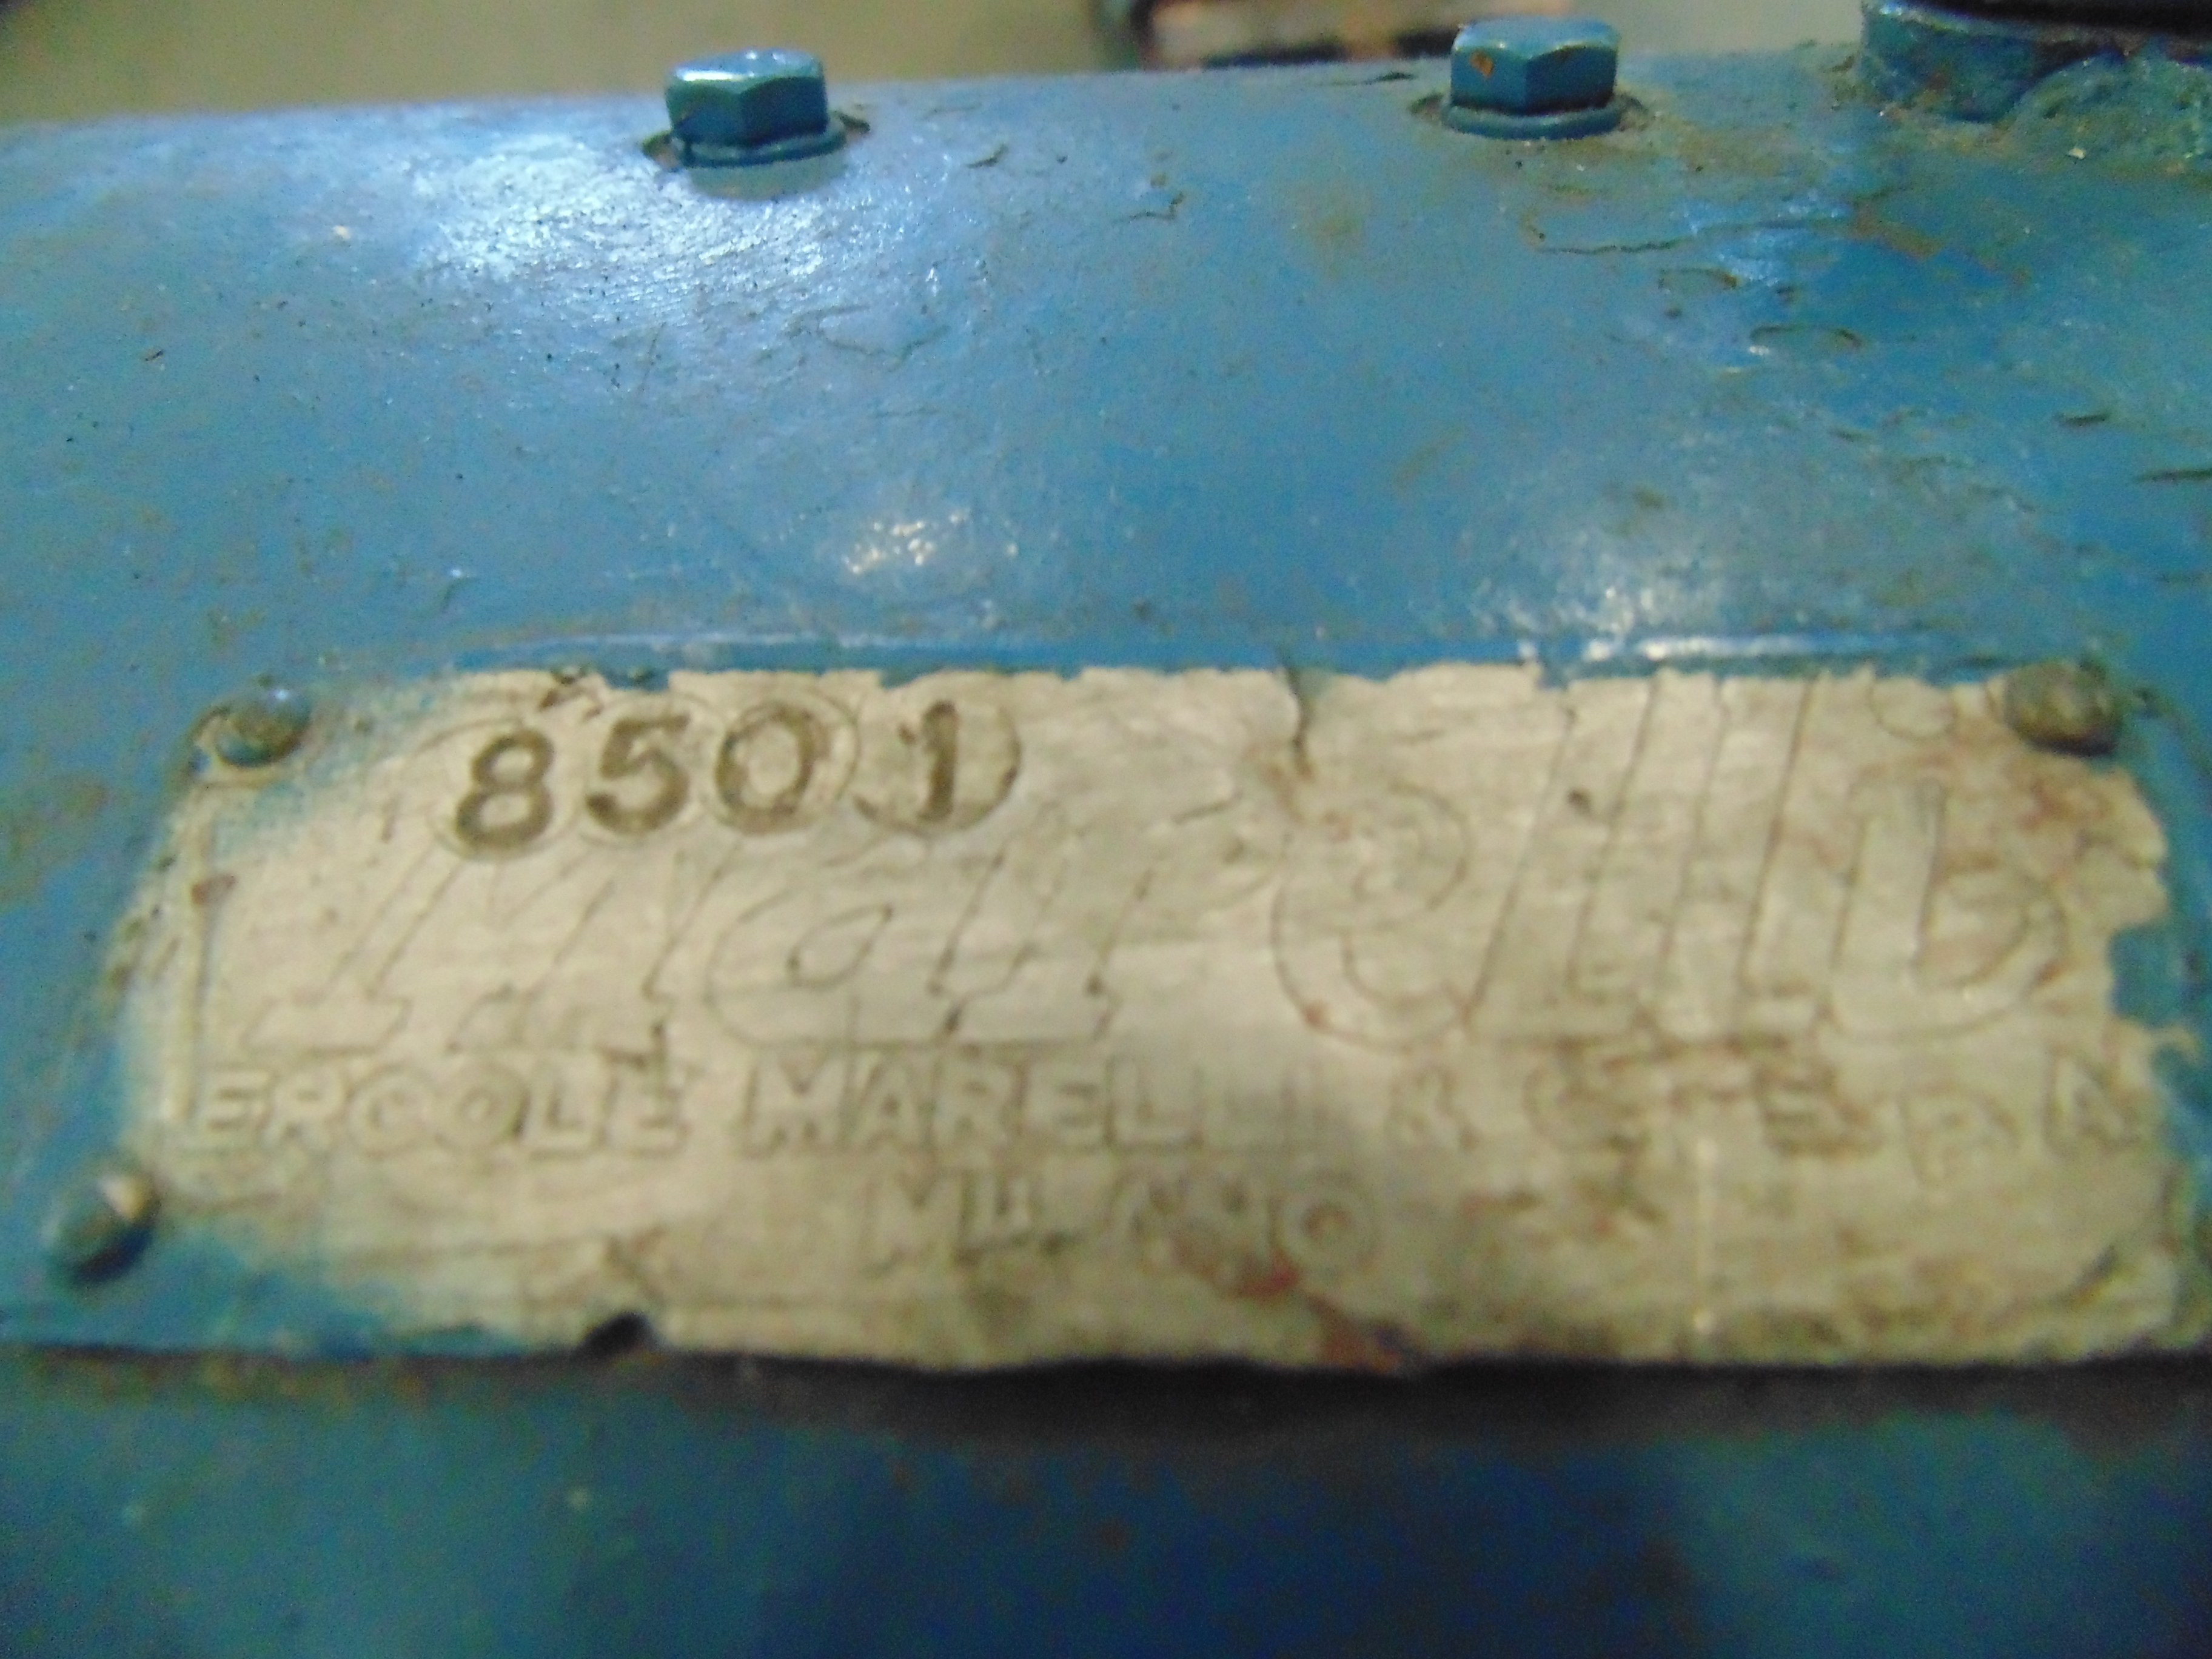 8501
Marelli
ERCOLE MARELLI & C. S.p.A.
MILANO